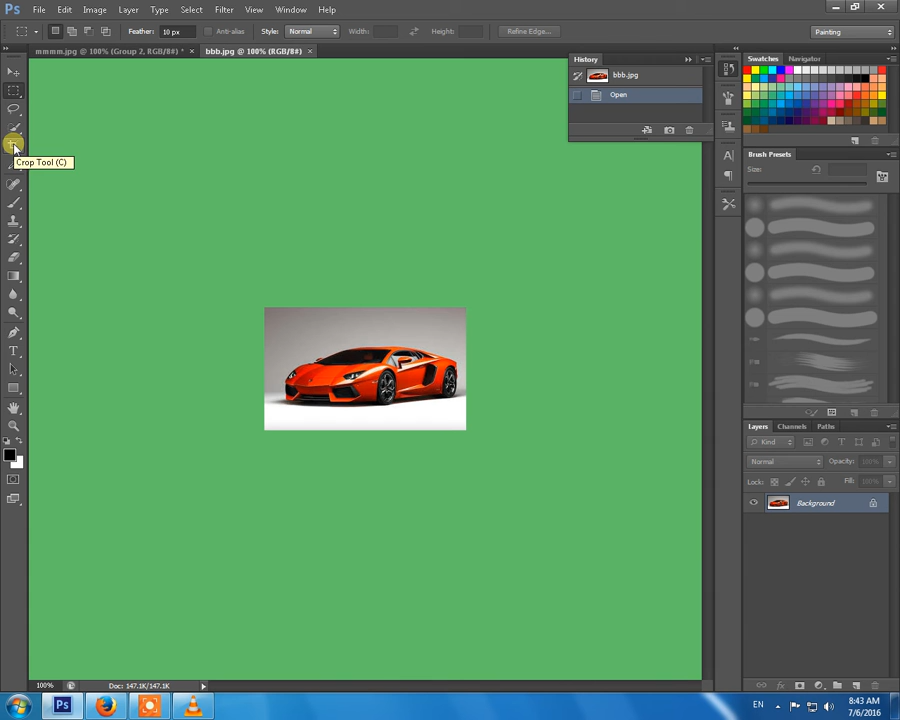 Ps File Edit Image Layer Type Select Filter View Window Help
Feather: 10 px Anti-alias Style: Normal Width: Height: Refine Edge... Painting
mmmm.jpg @ 100% (Group 2, RGB/8#) * × bbb.jpg @ 100% (RGB/8#) ×
History
bbb.jpg
Open
Swatches Navigator
Crop Tool (C)
Brush Presets
Size:
Layers Channels Paths
Kind
Normal Opacity: 100%
Lock: Fill: 100%
Background
100% Doc: 147.1K/147.1K
Ps EN 8:43 AM
7/6/2016